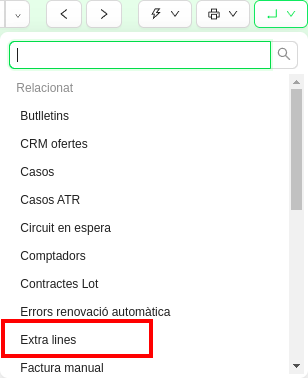 Relacionat
Butlletins
CRM ofertes
Casos
Casos ATR
Circuit en espera
Comptadors
Contractes Lot
Errors renovació automàtica
Extra lines
Factura manual